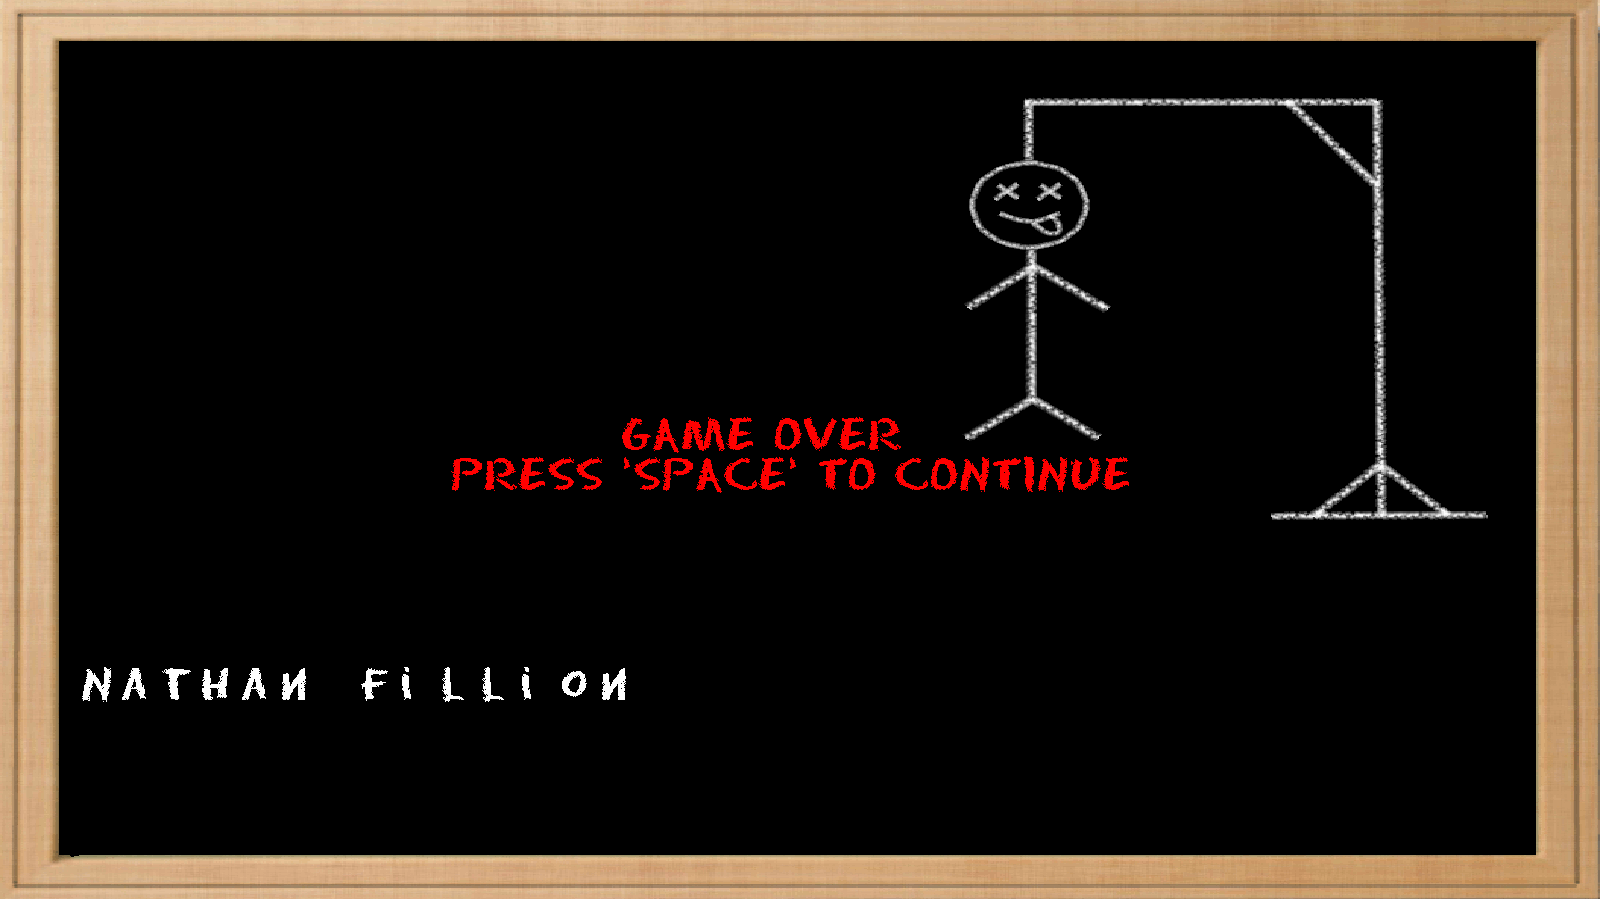 GAME OVER
PRESS 'SPACE' TO CONTINUE
NATHAN FiLLiON